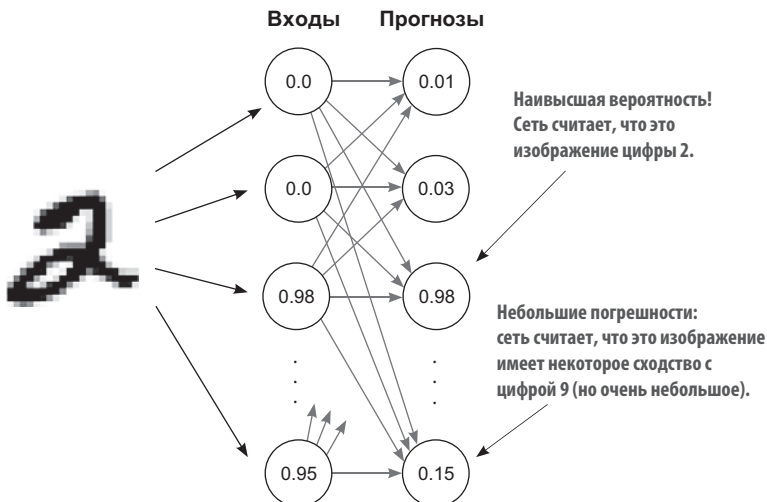 Входы Прогнозы
0.0 0.01
Наивысшая вероятность!
Сеть считает, что это
изображение цифры 2.
0.0 0.03
0.98 0.98
Небольшие погрешности:
сеть считает, что это изображение
имеет некоторое сходство с
цифрой 9 (но очень небольшое).
0.95 0.15